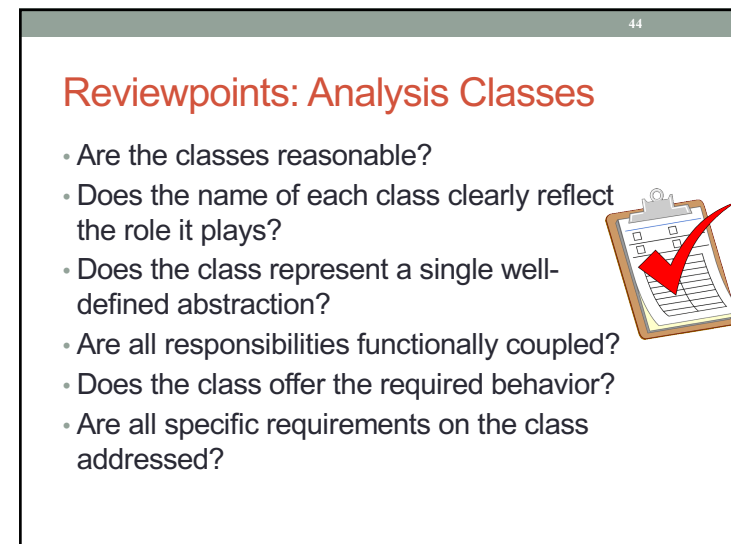 44
Reviewpoints: Analysis Classes
• Are the classes reasonable?
• Does the name of each class clearly reflect
the role it plays?
• Does the class represent a single well-
defined abstraction?
• Are all responsibilities functionally coupled?
• Does the class offer the required behavior?
• Are all specific requirements on the class
addressed?